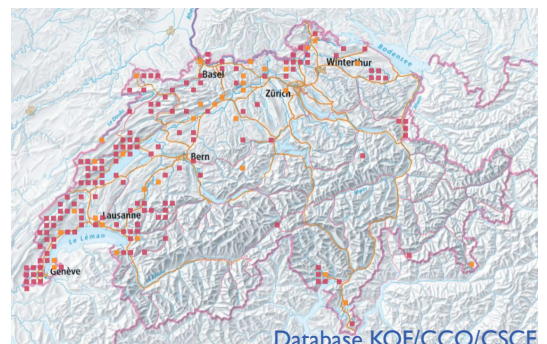 Bodensee
Basel
Winterthur
Zürich
Bern
Lausanne
Le Léman
Genève
Database KOF/CCO/CSCF